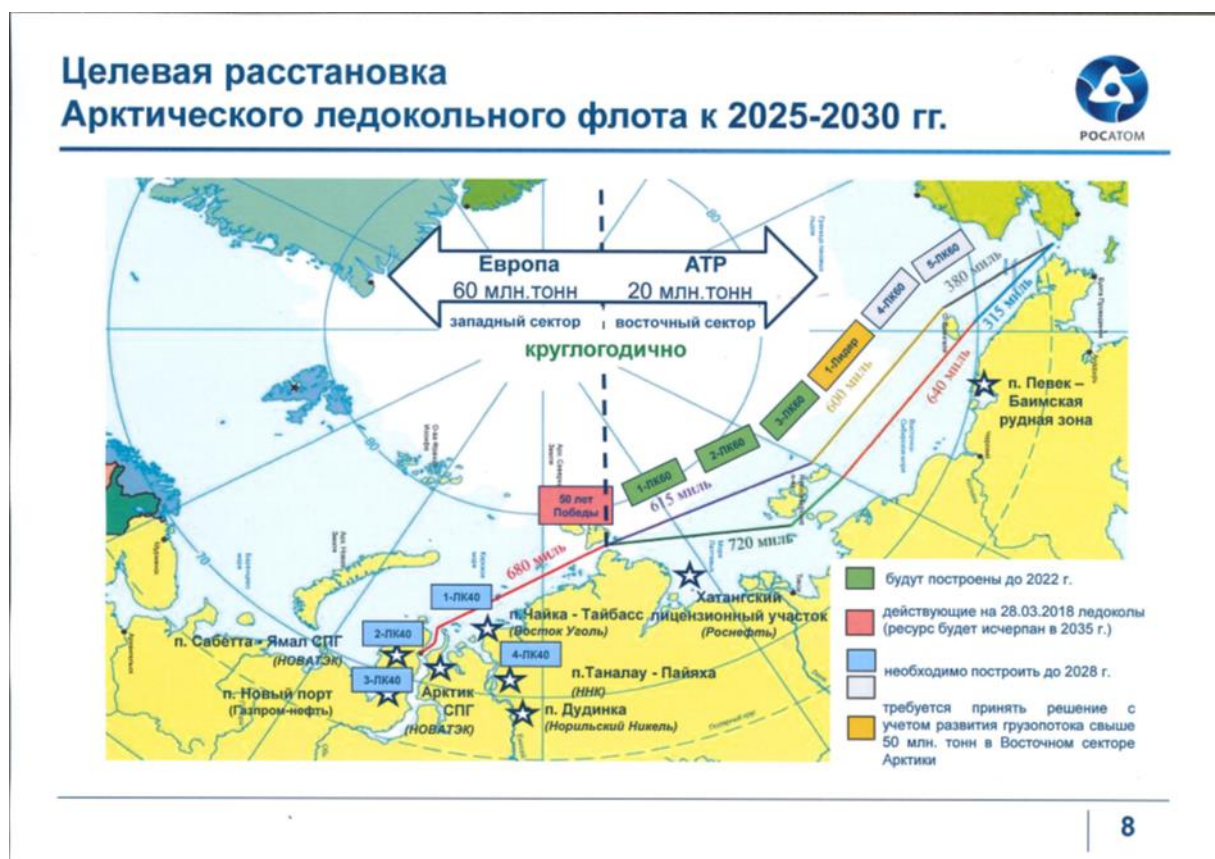 Целевая расстановка
Арктического ледокольного флота к 2025-2030 гг.
РОСАТОМ
80
Европа
АТР
60 млн.тонн
20 млн.тонн
западный сектор
восточный сектор
круглогодично
5-ЛК60
4-ЛК60
1-Лидер
3-ЛК60
2-ЛК60
1-ЛК60
50 лет
Победы
380 миль
315 миль
600 миль
640 миль
615 миль
720 миль
680 миль
п. Певек –
Баимская
рудная зона
80
70
1-ЛК40
2-ЛК40
3-ЛК40
4-ЛК40
п. Сабетта - Ямал СПГ
(НОВАТЭК)
п. Новый порт
(Газпром-нефть)
Арктик
СПГ
(НОВАТЭК)
п.Чайка - Тайбасс
(Восток Уголь)
Хатангский
лицензионный участок
(Роснефть)
п.Таналау - Пайяха
(ННК)
п. Дудинка
(Норильский Никель)
будут построены до 2022 г.
действующие на 28.03.2018 ледоколы
(ресурс будет исчерпан в 2035 г.)
необходимо построить до 2028 г.
требуется принять решение с
учетом развития грузопотока свыше
50 млн. тонн в Восточном секторе
Арктики
8